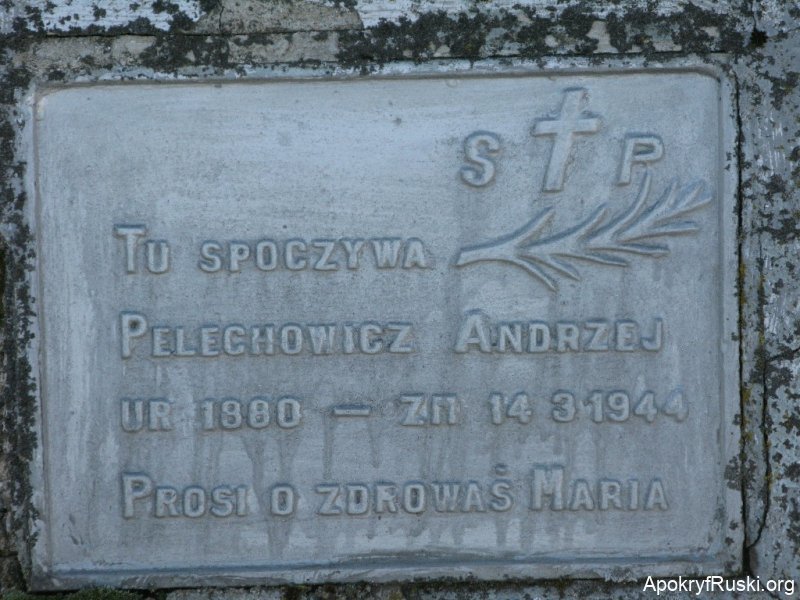 S P
TU SPOCZYWA
PELECHOWICZ ANDRZEJ
UR 1880 — ZM 14 3 1944
PROSI O ZDROWAŚ MARIA
ApokryfRuski.org